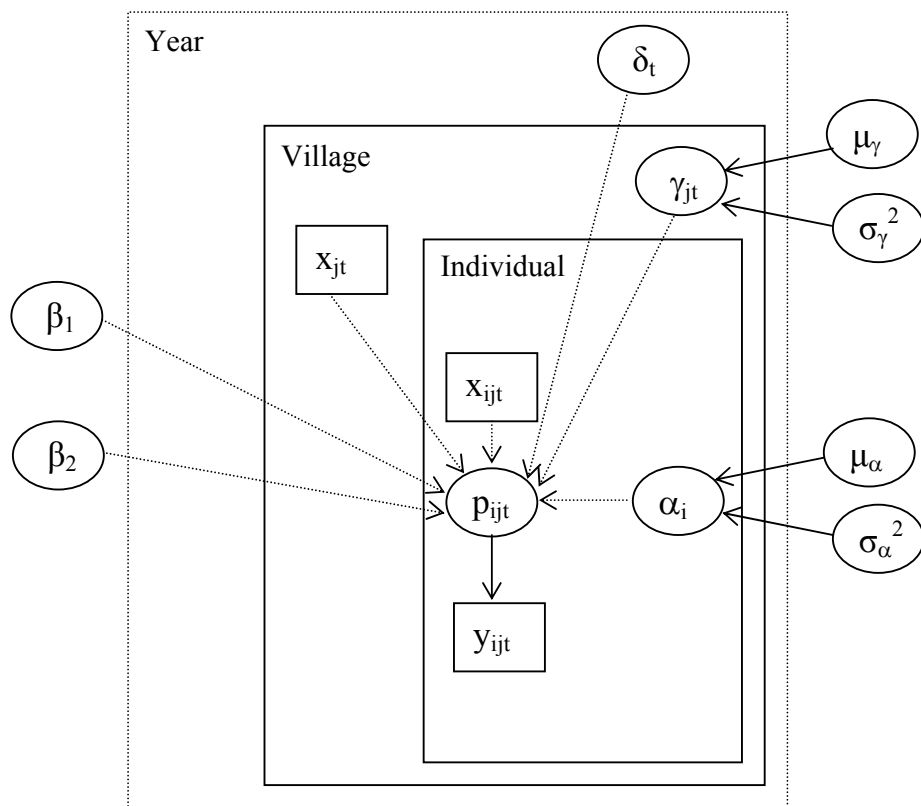 Year
δₜ
Village
μᵧ
γⱼₜ
σᵧ²
xⱼₜ
Individual
β₁
xᵢⱼₜ
β₂
μα
pᵢⱼₜ
αᵢ
σα²
yᵢⱼₜ